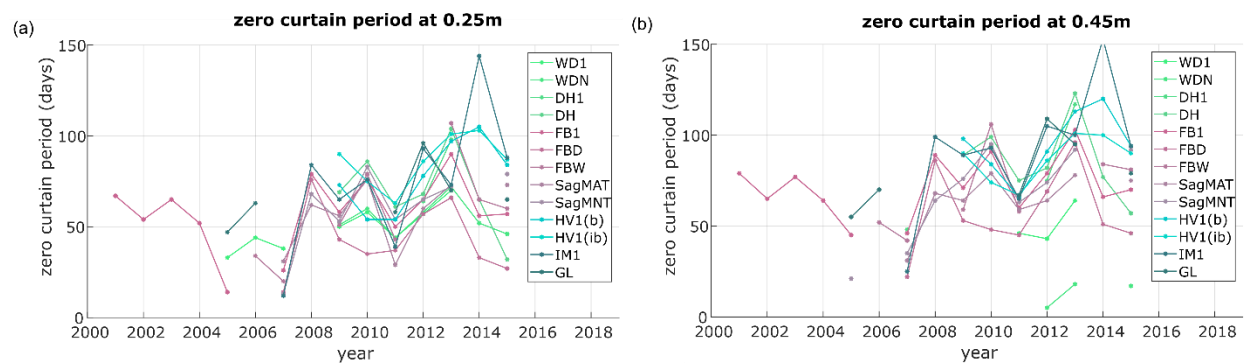 (a)
zero curtain period at 0.25m
zero curtain period (days)
150
100
50
0
2000 2002 2004 2006 2008 2010 2012 2014 2016 2018
year
WD1
WDN
DH1
DH
FB1
FBD
FBW
SagMAT
SagMNT
HV1(b)
HV1(ib)
IM1
GL
(b)
zero curtain period at 0.45m
zero curtain period (days)
150
100
50
0
2000 2002 2004 2006 2008 2010 2012 2014 2016 2018
year
WD1
WDN
DH1
DH
FB1
FBD
FBW
SagMAT
SagMNT
HV1(b)
HV1(ib)
IM1
GL